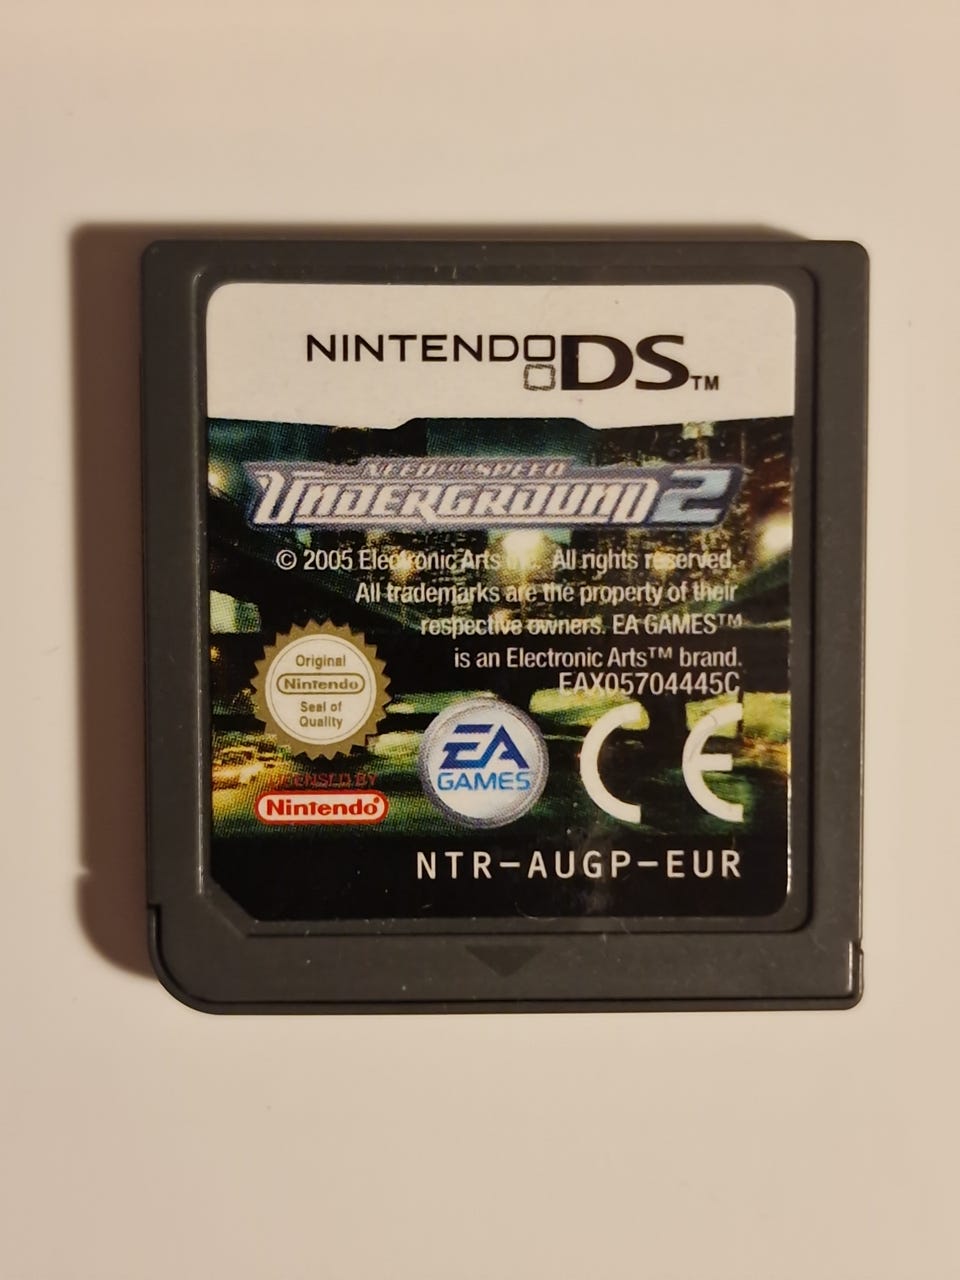 NINTENDO DS™
NEED FOR SPEED
UNDERGROUND 2
© 2005 Electronic Arts Inc. All rights reserved.
All trademarks are the property of their
respective owners. EA GAMES™
is an Electronic Arts™ brand.
EAX05704445C
Original
Nintendo
Seal of
Quality
EA
GAMES
CE
LICENSED BY
Nintendo®
NTR-AUGP-EUR